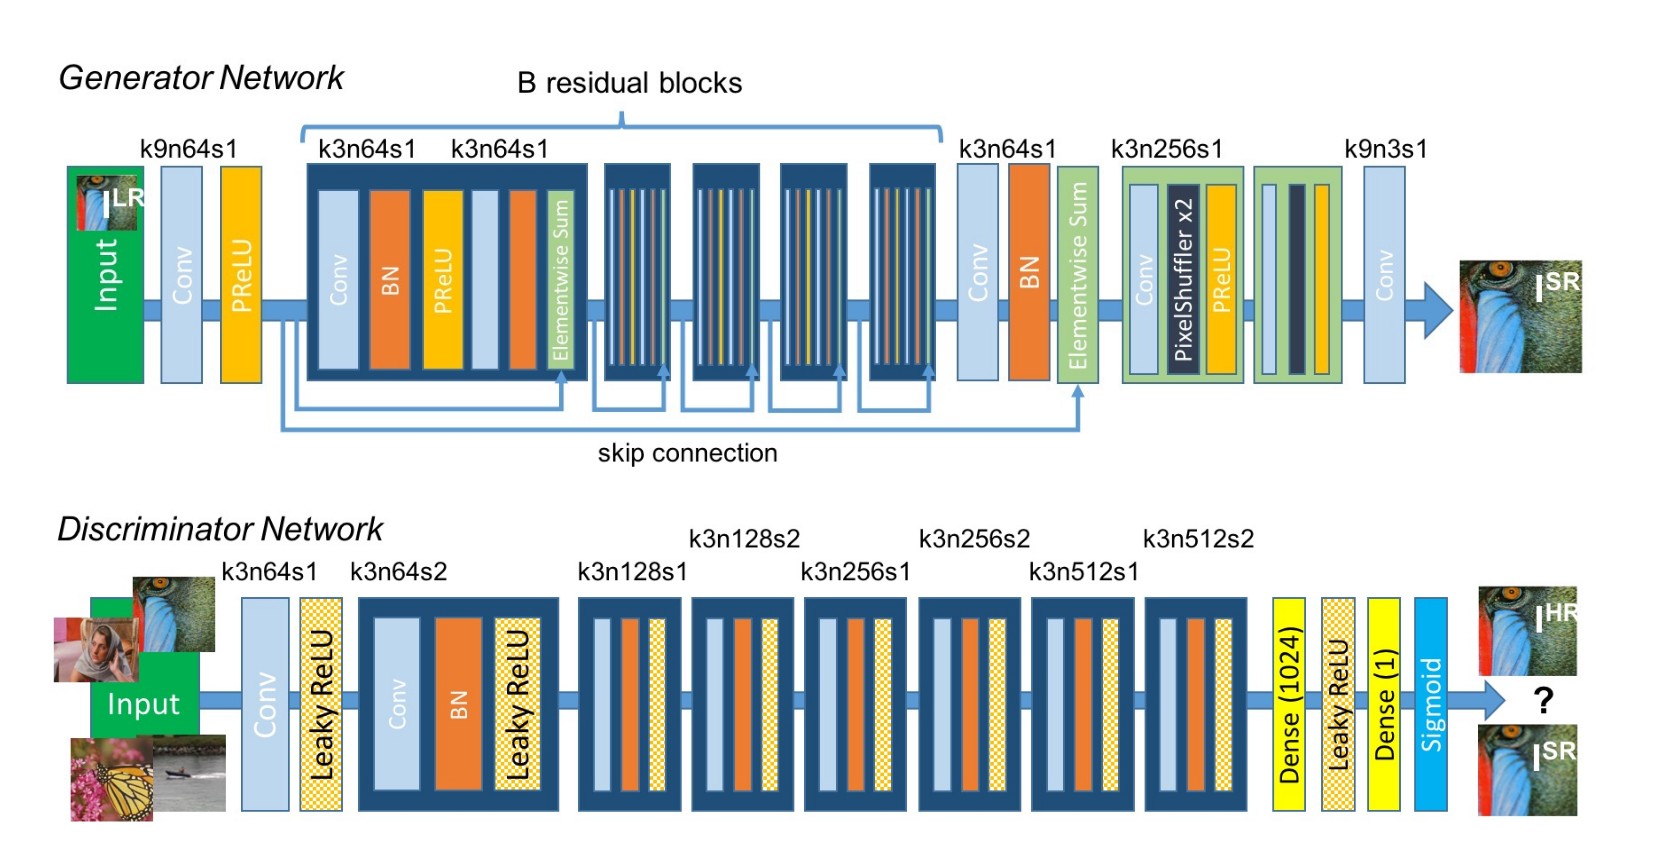 Generator Network
B residual blocks
k9n64s1
k3n64s1
k3n64s1
k3n64s1
k3n256s1
k9n3s1
I LR
Input
Conv
PReLU
Conv
BN
PReLU
Elementwise Sum
Conv
BN
Elementwise Sum
Conv
PixelShuffler x2
PReLU
Conv
I SR
skip connection
Discriminator Network
k3n64s1
k3n64s2
k3n128s1
k3n128s2
k3n256s1
k3n256s2
k3n512s1
k3n512s2
Input
Conv
Leaky ReLU
Conv
BN
Leaky ReLU
Dense (1024)
Leaky ReLU
Dense (1)
Sigmoid
I HR
?
I SR